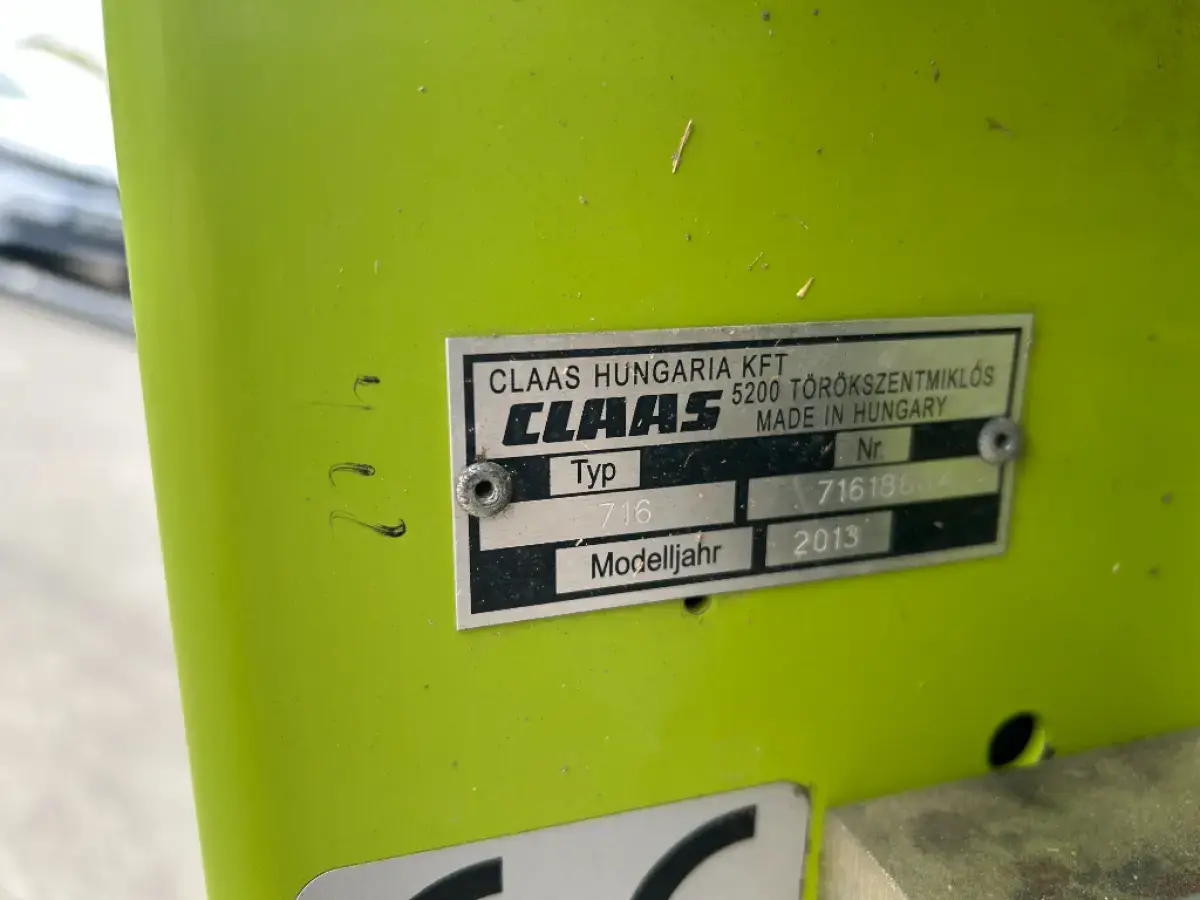 CLAAS HUNGARIA KFT
5200 TÖRÖKSZENTMIKLÓS
CLAAS
MADE IN HUNGARY
Typ
Nr.
716
Modelljahr
2013